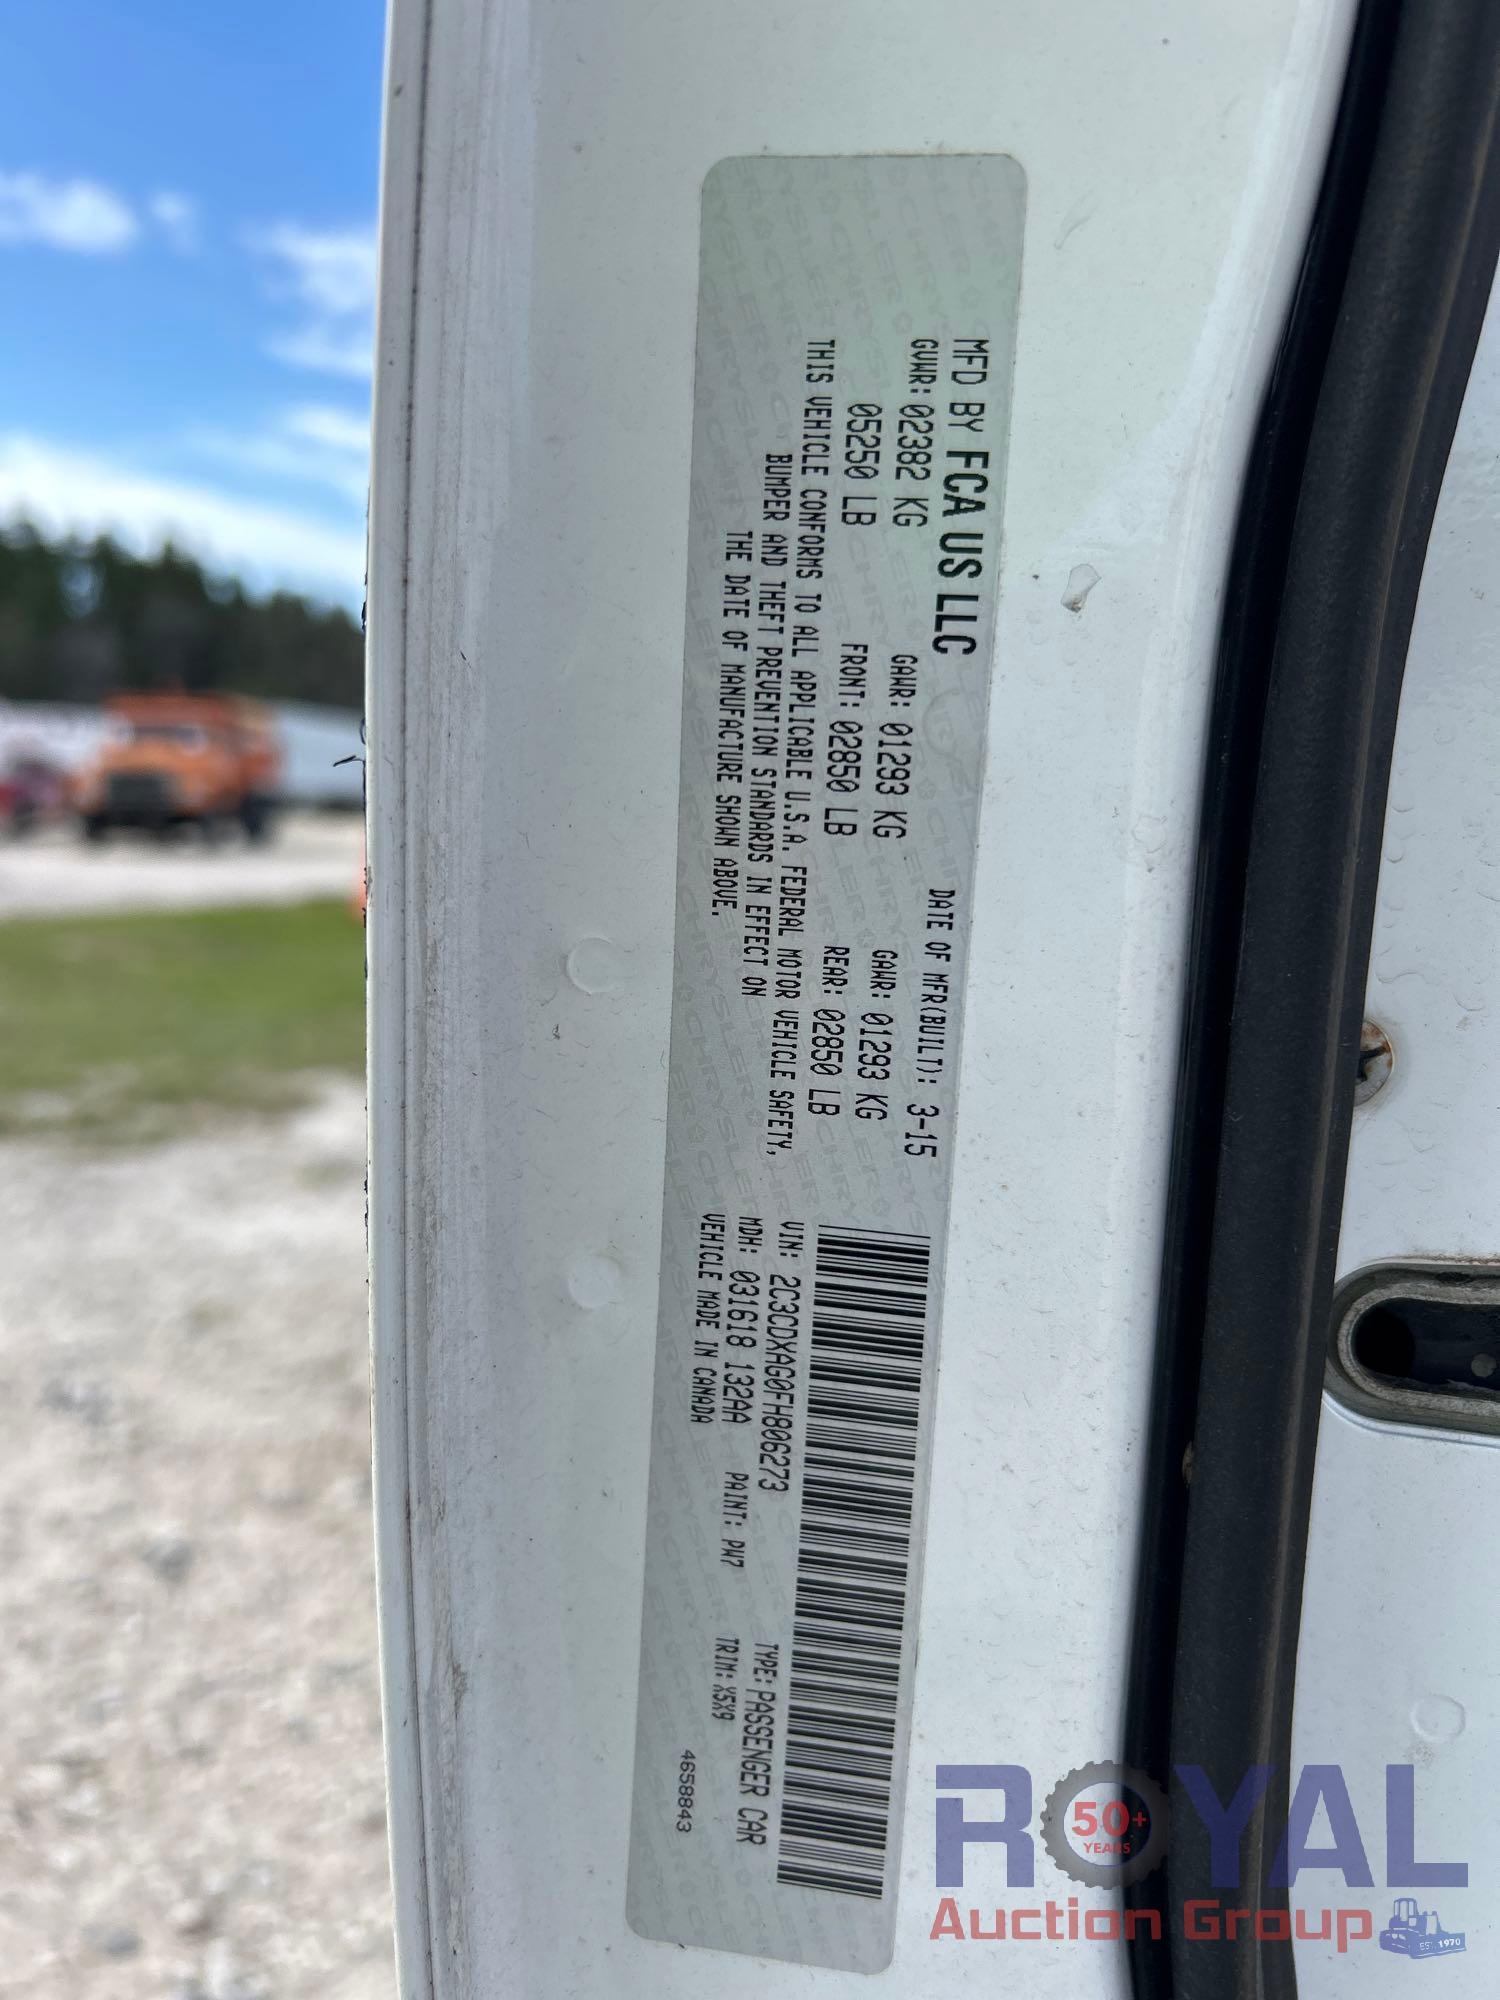 MFD BY FCA US LLC
DATE OF MFR(BUILT): 3-15
GVWR: 02382 KG
GAWR: 01293 KG
GAWR: 01293 KG
05250 LB
FRONT: 02850 LB
REAR: 02850 LB
THIS VEHICLE CONFORMS TO ALL APPLICABLE U.S.A. FEDERAL MOTOR VEHICLE SAFETY,
BUMPER AND THEFT PREVENTION STANDARDS IN EFFECT ON
THE DATE OF MANUFACTURE SHOWN ABOVE.
VIN: 2C3CDXAG0FH806273
TYPE: PASSENGER CAR
MDH: 031618 132AA
PAINT: PW7
TRIM: X5X9
VEHICLE MADE IN CANADA
4658843
ROYAL
50+
YEARS
Auction Group
EST. 1970